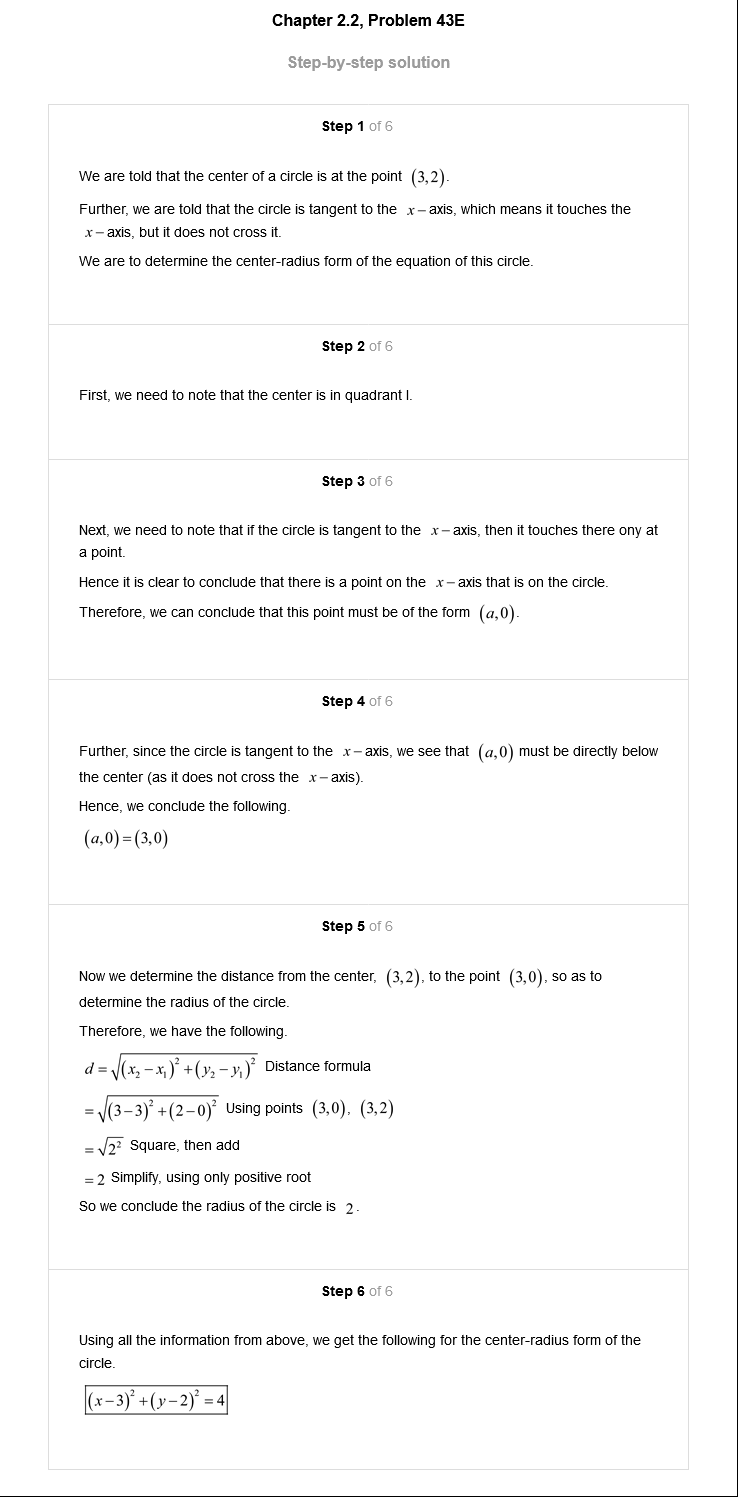 Chapter 2.2, Problem 43E
Step-by-step solution
Step 1 of 6
We are told that the center of a circle is at the point (3,2).
Further, we are told that the circle is tangent to the x – axis, which means it touches the
x – axis, but it does not cross it.
We are to determine the center-radius form of the equation of this circle.
Step 2 of 6
First, we need to note that the center is in quadrant I.
Step 3 of 6
Next, we need to note that if the circle is tangent to the x – axis, then it touches there ony at
a point.
Hence it is clear to conclude that there is a point on the x – axis that is on the circle.
Therefore, we can conclude that this point must be of the form (a,0).
Step 4 of 6
Further, since the circle is tangent to the x – axis, we see that (a,0) must be directly below
the center (as it does not cross the x – axis).
Hence, we conclude the following.
(a,0)=(3,0)
Step 5 of 6
Now we determine the distance from the center, (3,2), to the point (3,0), so as to
determine the radius of the circle.
Therefore, we have the following.
d = √((x₂ – x₁)² + (y₂ – y₁)²) Distance formula
= √((3–3)² + (2–0)²) Using points (3,0), (3,2)
= √(2²) Square, then add
= 2 Simplify, using only positive root
So we conclude the radius of the circle is 2.
Step 6 of 6
Using all the information from above, we get the following for the center-radius form of the
circle.
(x–3)² + (y–2)² = 4